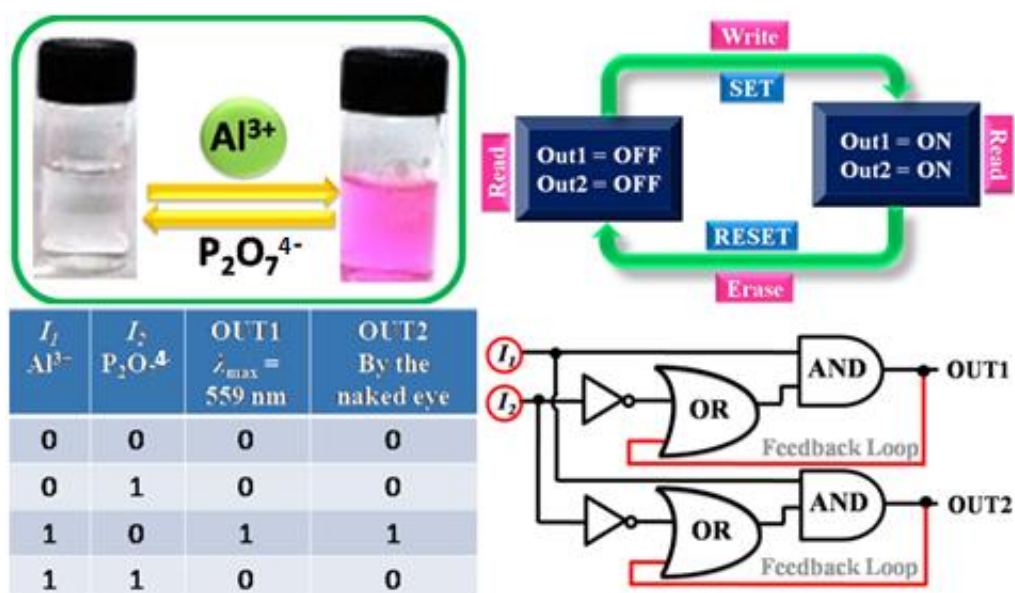 Al³⁺
P₂O₇⁴⁻
Write
SET
Read
Out1 = OFF
Out2 = OFF
Out1 = ON
Out2 = ON
Read
RESET
Erase
I₁ I₂ OUT1 OUT2
Al³⁺ P₂O₇⁴⁻ λmax = By the
559 nm naked eye
0 0 0 0
0 1 0 0
1 0 1 1
1 1 0 0
I₁
I₂
OR
AND
OUT1
Feedback Loop
OR
AND
OUT2
Feedback Loop